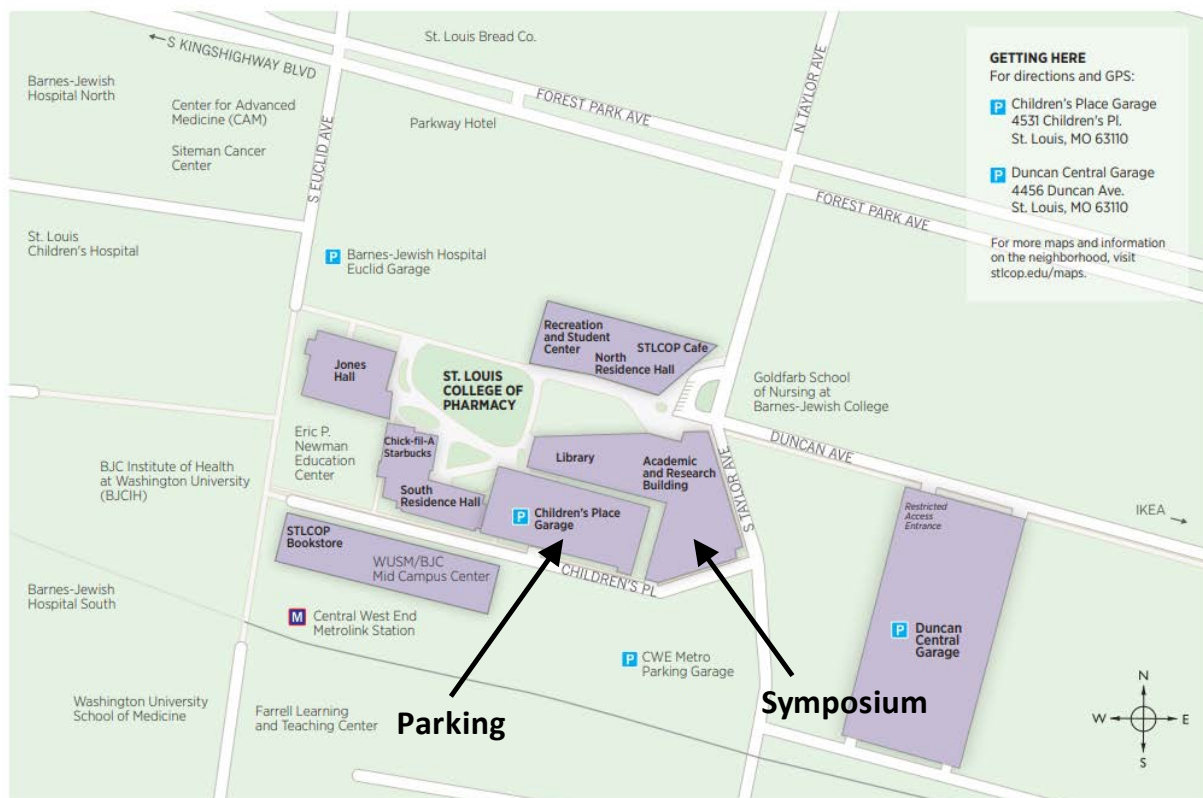 S KINGSHIGHWAY BLVD
St. Louis Bread Co.
Barnes-Jewish
Hospital North
Center for Advanced
Medicine (CAM)
Siteman Cancer
Center
S EUCLID AVE
Parkway Hotel
FOREST PARK AVE
N TAYLOR AVE
FOREST PARK AVE
GETTING HERE
For directions and GPS:
P Children's Place Garage
4531 Children's Pl.
St. Louis, MO 63110
P Duncan Central Garage
4456 Duncan Ave.
St. Louis, MO 63110
For more maps and information
on the neighborhood, visit
stlcop.edu/maps.
St. Louis
Children's Hospital
P Barnes-Jewish Hospital
Euclid Garage
Recreation
and Student
Center
North
Residence Hall
STLCOP Cafe
Jones
Hall
ST. LOUIS
COLLEGE OF
PHARMACY
Goldfarb School
of Nursing at
Barnes-Jewish College
DUNCAN AVE
Eric P.
Newman
Education
Center
Chick-fil-A
Starbucks
Library
Academic
and Research
Building
S TAYLOR AVE
BJC Institute of Health
at Washington University
(BJCIH)
South
Residence Hall
P Children's Place
Garage
Restricted
Access
Entrance
IKEA
STLCOP
Bookstore
WUSM/BJC
Mid Campus Center
CHILDREN'S PL
Barnes-Jewish
Hospital South
M Central West End
Metrolink Station
P Duncan
Central
Garage
P CWE Metro
Parking Garage
Washington University
School of Medicine
Farrell Learning
and Teaching Center
Parking
Symposium
N
W
E
S